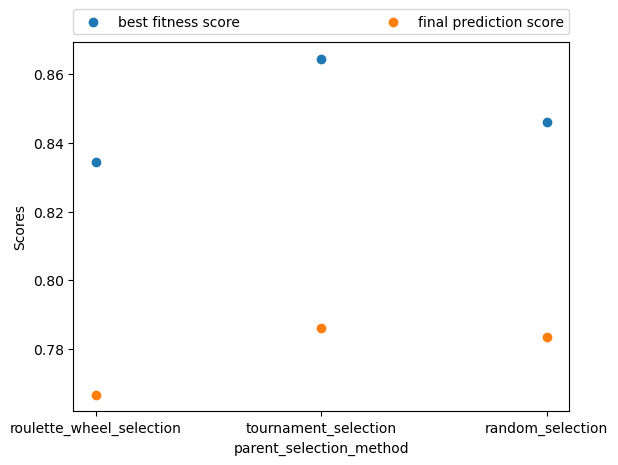 best fitness score
final prediction score
0.86
0.84
0.82
0.80
0.78
Scores
roulette_wheel_selection
tournament_selection
random_selection
parent_selection_method